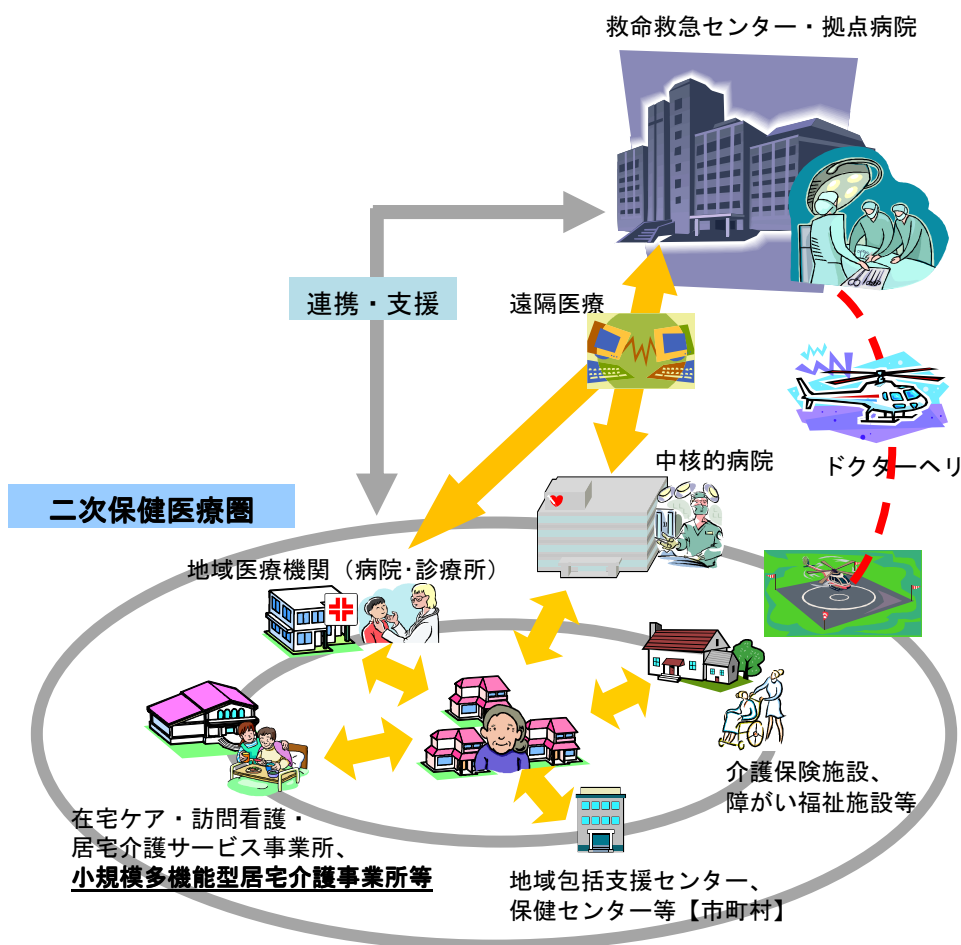 救命救急センター・拠点病院
連携・支援
遠隔医療
中核的病院
ドクターヘリ
二次保健医療圏
地域医療機関（病院・診療所）
介護保険施設、
障がい福祉施設等
在宅ケア・訪問看護・
居宅介護サービス事業所、
小規模多機能型居宅介護事業所等
地域包括支援センター、
保健センター等【市町村】